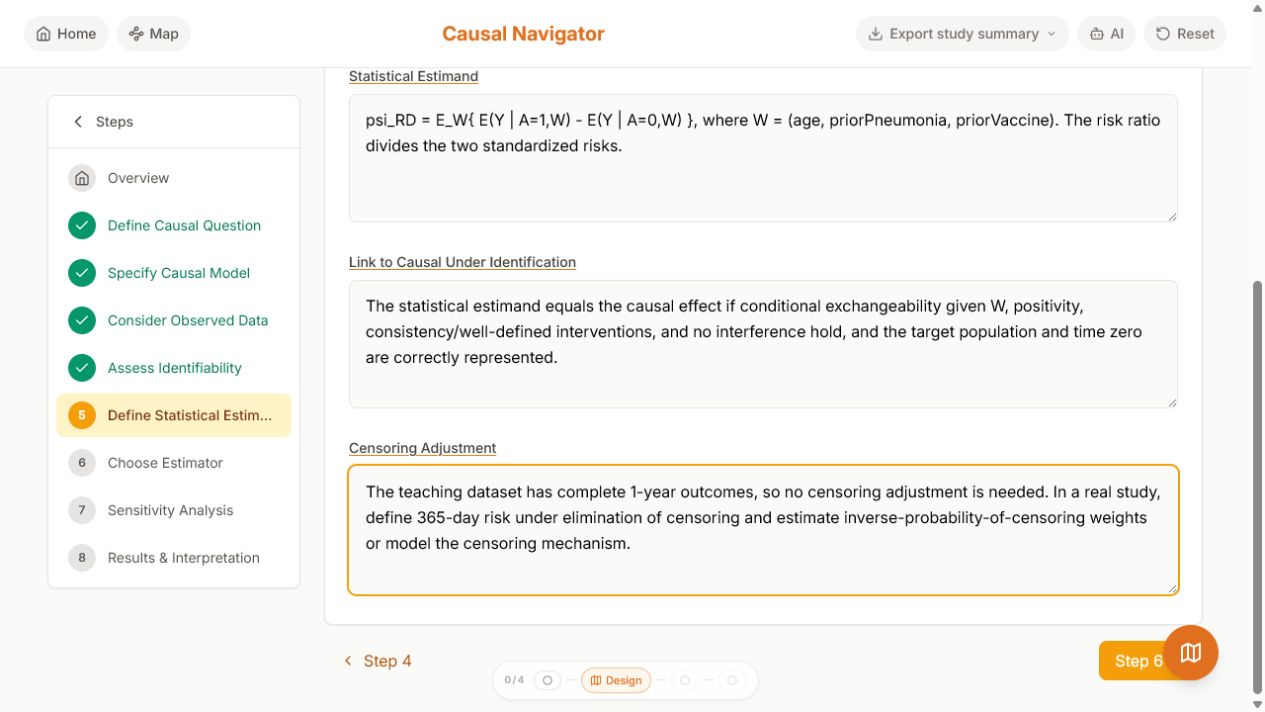 Home
Map
Causal Navigator
Export study summary
AI
Reset
Steps
Overview
Define Causal Question
Specify Causal Model
Consider Observed Data
Assess Identifiability
5 Define Statistical Estim...
6 Choose Estimator
7 Sensitivity Analysis
8 Results & Interpretation
Statistical Estimand
psi_RD = E_W{ E(Y | A=1,W) - E(Y | A=0,W) }, where W = (age, priorPneumonia, priorVaccine). The risk ratio
divides the two standardized risks.
Link to Causal Under Identification
The statistical estimand equals the causal effect if conditional exchangeability given W, positivity,
consistency/well-defined interventions, and no interference hold, and the target population and time zero
are correctly represented.
Censoring Adjustment
The teaching dataset has complete 1-year outcomes, so no censoring adjustment is needed. In a real study,
define 365-day risk under elimination of censoring and estimate inverse-probability-of-censoring weights
or model the censoring mechanism.
Step 4
0/4
Design
Step 6